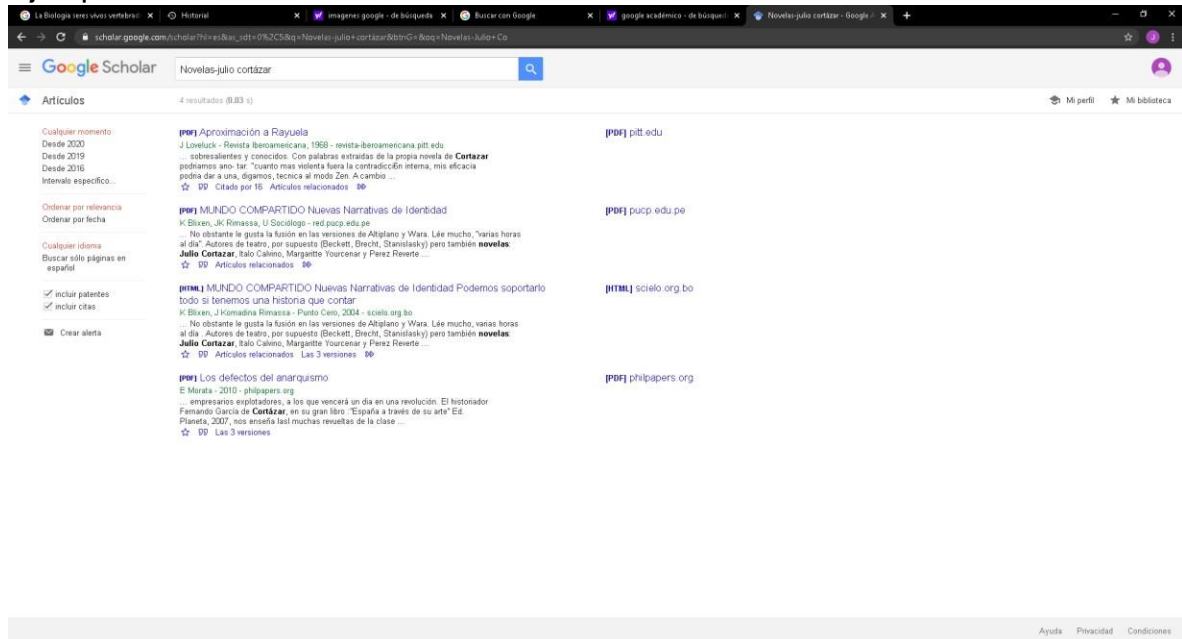 La Biologia seres vivos vertebrad
Historial
imagenes google - de búsqueda
Buscar con Google
google académico - de búsqued
Novelas-julio cortázar - Google A
scholar.google.com/scholar?hl=es&as_sdt=0%2C5&q=Novelas-julio+cortázar&btnG=&oq=Novelas-Julio+Co
Google Scholar
Novelas-julio cortázar
Artículos
4 resultados (0.03 s)
Mi perfil
Mi biblioteca
Cualquier momento
Desde 2020
Desde 2019
Desde 2016
Intervalo específico...
Ordenar por relevancia
Ordenar por fecha
Cualquier idioma
Buscar sólo páginas en
español
incluir patentes
incluir citas
Crear alerta
[PDF] Aproximación a Rayuela
J Loveluck - Revista Iberoamericana, 1968 - revista-iberoamericana.pitt.edu
... sobresalientes y conocidos. Con palabras extraidas de la propia novela de Cortazar
podriamos ano- tar: "cuanto mas violenta fuera la contradicci6n interna, mis eficacia
podria dar a una, digamos, tecnica al modo Zen. A cambio ...
Citado por 16 Artículos relacionados
[PDF] pitt.edu
[PDF] MUNDO COMPARTIDO Nuevas Narrativas de Identidad
K Blixen, JK Rimassa, U Sociólogo - red.pucp.edu.pe
... No obstante le gusta la fusión en las versiones de Altiplano y Wara. Lée mucho, "varias horas
al día". Autores de teatro, por supuesto (Beckett, Brecht, Stanislasky) pero también novelas:
Julio Cortazar, Italo Calvino, Margaritte Yourcenar y Perez Reverte ...
Artículos relacionados
[PDF] pucp.edu.pe
[HTML] MUNDO COMPARTIDO Nuevas Narrativas de Identidad Podemos soportarlo
todo si tenemos una historia que contar
K Blixen, J Komadina Rimassa - Punto Cero, 2004 - scielo.org.bo
... No obstante le gusta la fusión en las versiones de Altiplano y Wara. Lée mucho, varias horas
al día . Autores de teatro, por supuesto (Beckett, Brecht, Stanislasky) pero también novelas:
Julio Cortazar, Italo Calvino, Margaritte Yourcenar y Perez Reverte ...
Artículos relacionados Las 3 versiones
[HTML] scielo.org.bo
[PDF] Los defectos del anarquismo
E Morata - 2010 - philpapers.org
... empresarios explotadores, a los que vencerá un dia en una revolución. El historiador
Fernando García de Cortázar, en su gran libro :"España a través de su arte" Ed.
Planeta, 2007, nos enseña lasl muchas revueltas de la clase ...
Las 3 versiones
[PDF] philpapers.org
Ayuda Privacidad Condiciones